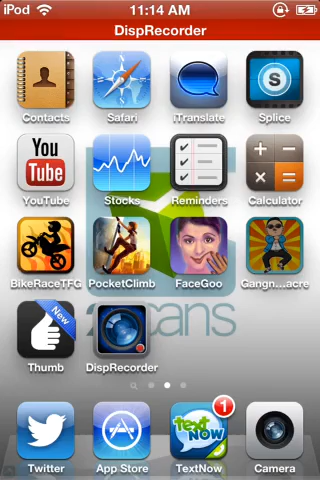 iPod 11:14 AM
DispRecorder
Contacts Safari iTranslate Splice
S
You
Tube
YouTube Stocks Reminders Calculator
BikeRaceTFG PocketClimb FaceGoo Gangn...acre
New
Thumb DispRecorder
text
NOW
1
Twitter App Store TextNow Camera